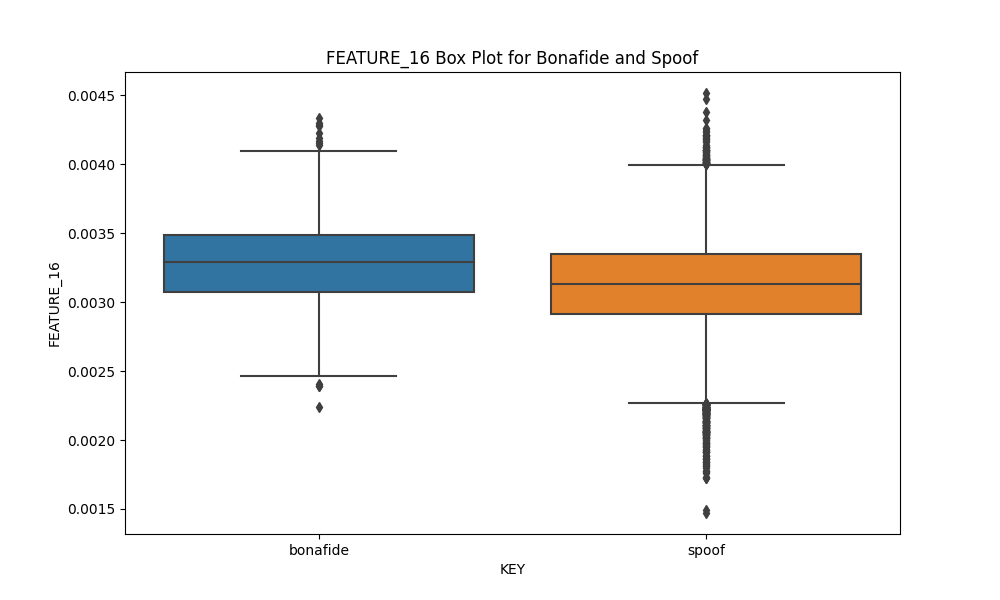 FEATURE_16 Box Plot for Bonafide and Spoof
0.0045
0.0040
0.0035
0.0030
0.0025
0.0020
0.0015
FEATURE_16
bonafide
spoof
KEY